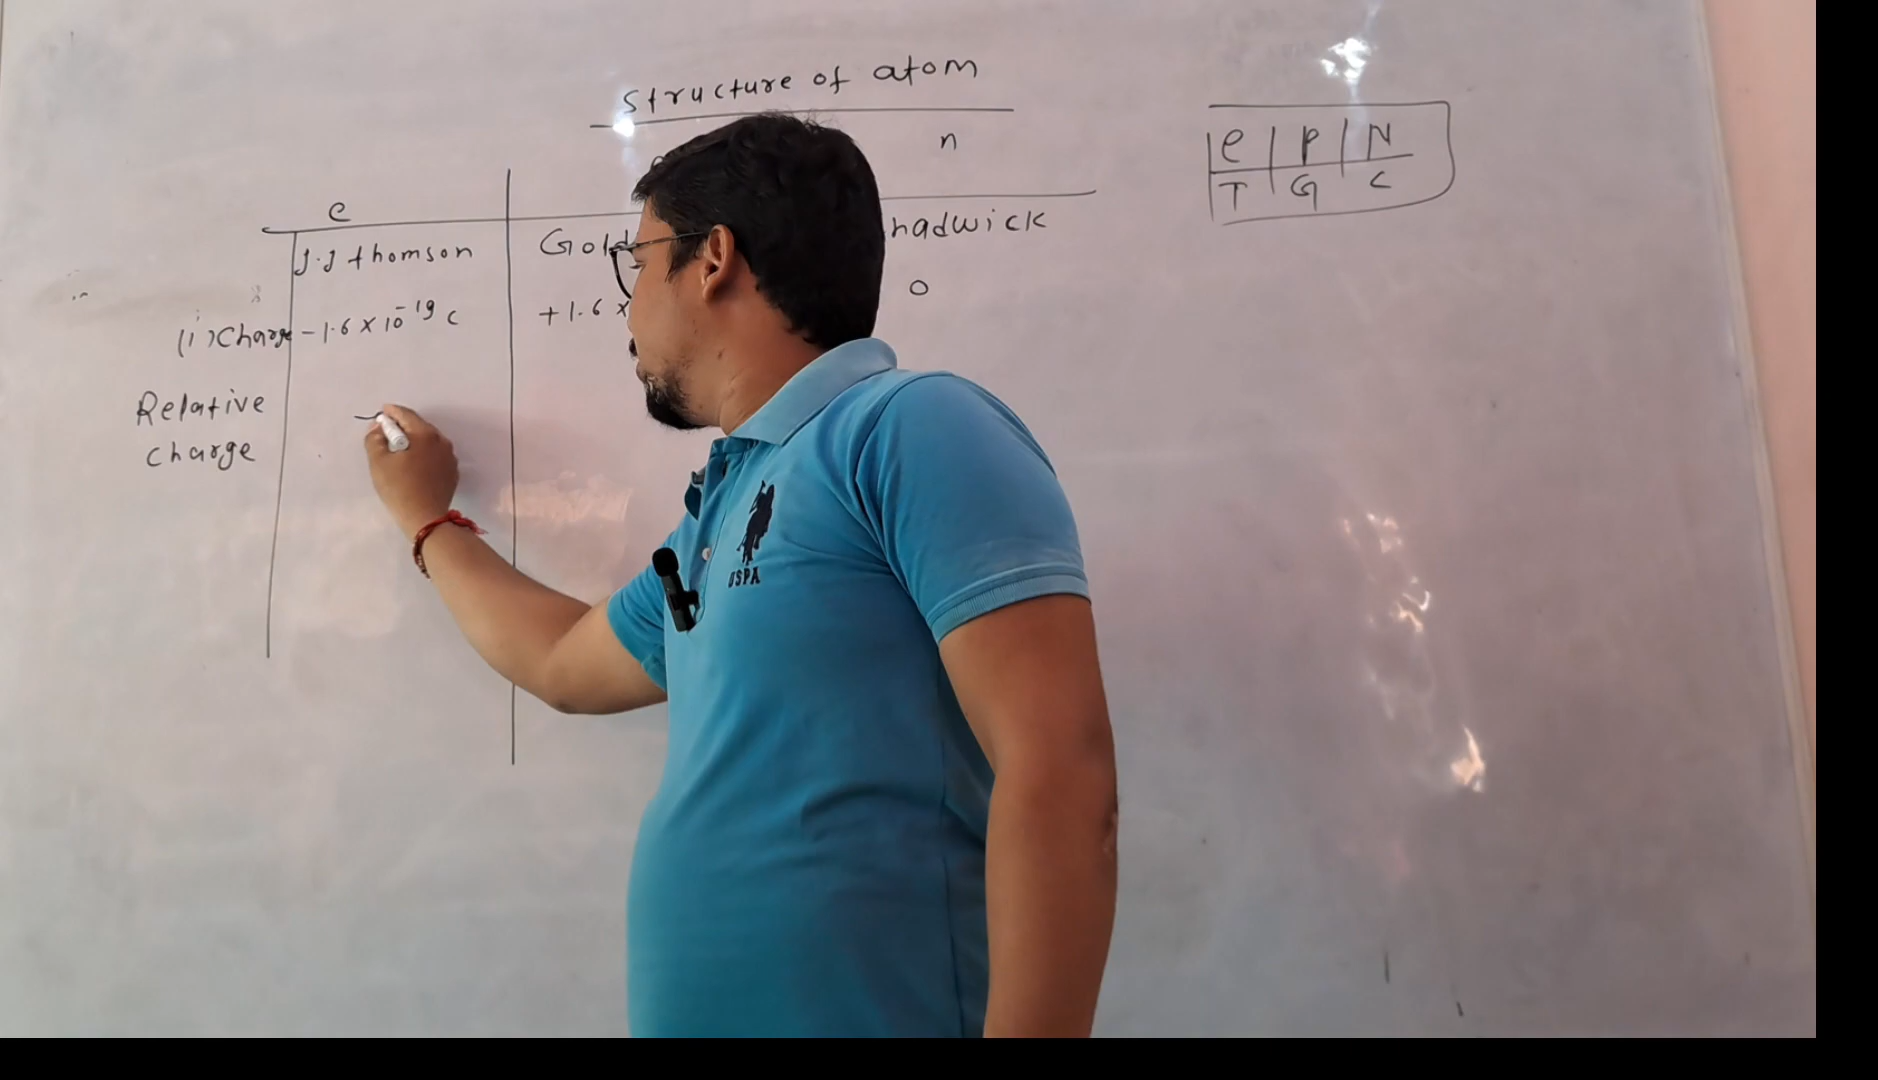 structure of atom
e n
J.J thomson Gold hadwick
(i) Charge -1.6 x 10^-19 c +1.6 x 0
Relative
charge
-
e | P | N
T | G | C
USPA